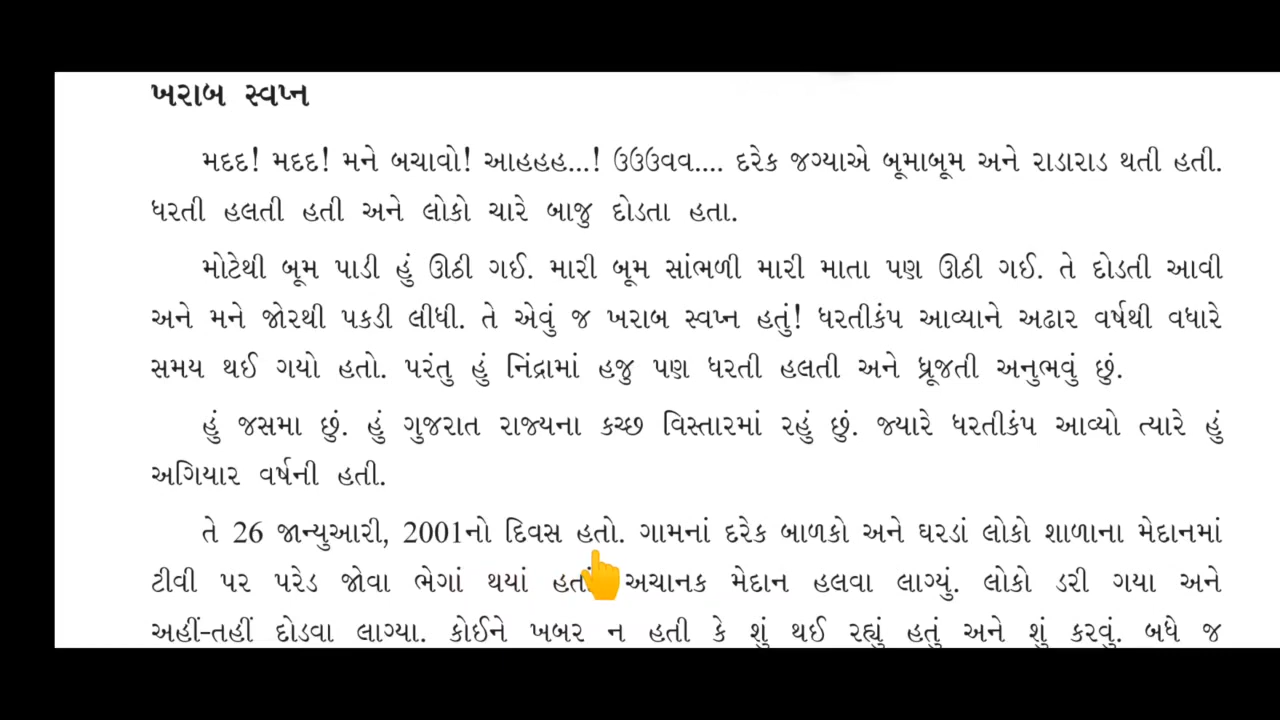 ખરાબ સ્વપ્ન
મદદ! મદદ! મને બચાવો! આહહહ...! ઉઉઉવવ.... દરેક જગ્યાએ બૂમાબૂમ અને રાડારાડ થતી હતી.
ધરતી હલતી હતી અને લોકો ચારે બાજુ દોડતા હતા.
મોટેથી બૂમ પાડી હું ઊઠી ગઈ. મારી બૂમ સાંભળી મારી માતા પણ ઊઠી ગઈ. તે દોડતી આવી
અને મને જોરથી પકડી લીધી. તે એવું જ ખરાબ સ્વપ્ન હતું! ધરતીકંપ આવ્યાને અઢાર વર્ષથી વધારે
સમય થઈ ગયો હતો. પરંતુ હું નિંદ્રામાં હજુ પણ ધરતી હલતી અને ધ્રૂજતી અનુભવું છું.
હું જસમા છું. હું ગુજરાત રાજ્યના કચ્છ વિસ્તારમાં રહું છું. જ્યારે ધરતીકંપ આવ્યો ત્યારે હું
અગિયાર વર્ષની હતી.
તે 26 જાન્યુઆરી, 2001નો દિવસ હતો. ગામનાં દરેક બાળકો અને ઘરડાં લોકો શાળાના મેદાનમાં
ટીવી પર પરેડ જોવા ભેગાં થયાં અચાનક મેદાન હલવા લાગ્યું. લોકો ડરી ગયા અને
અહીં-તહીં દોડવા લાગ્યા. કોઈને ખબર ન હતી કે શું થઈ રહ્યું હતું અને શું કરવું. બધે જ